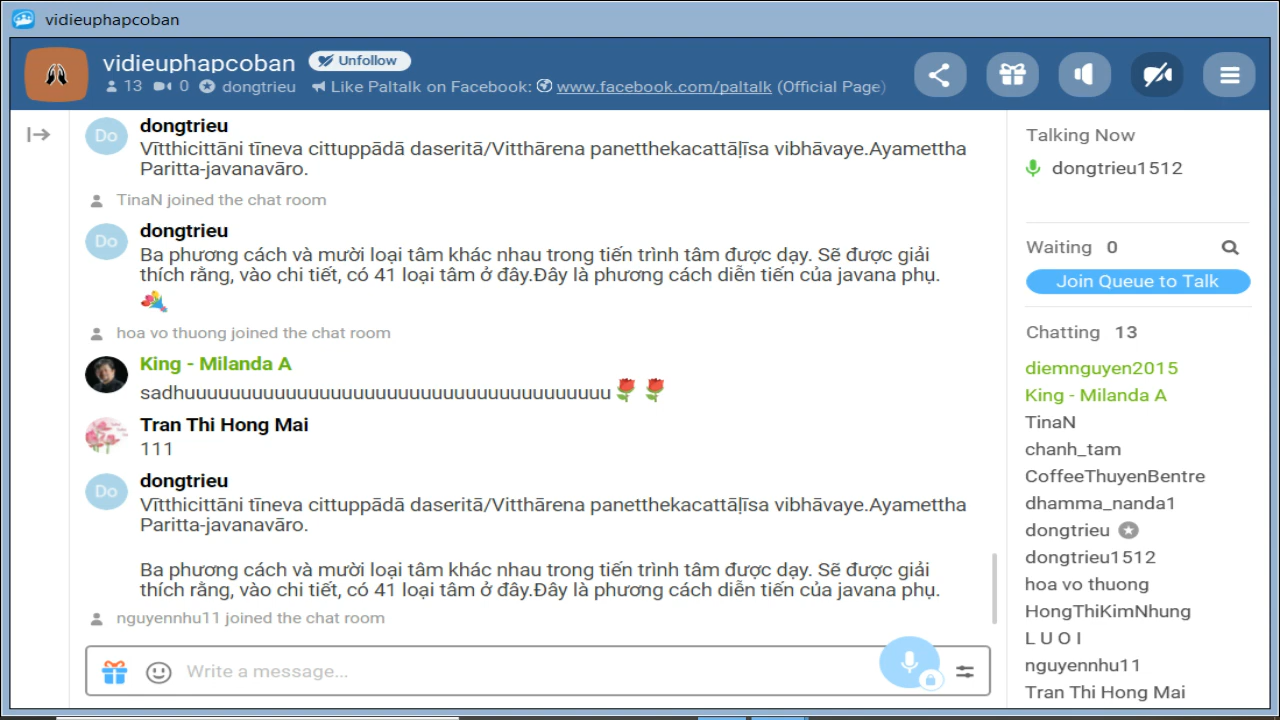 vidieuphapcoban
vidieuphapcoban
Unfollow
13 0 dongtrieu Like Paltalk on Facebook: www.facebook.com/paltalk (Official Page)
Do
dongtrieu
Vītthicittāni tīneva cittuppādā daseritā/Vitthārena panetthekacattāḷīsa vibhāvaye.Ayamettha
Paritta-javanavāro.
TinaN joined the chat room
Do
dongtrieu
Ba phương cách và mười loại tâm khác nhau trong tiến trình tâm được dạy. Sẽ được giải
thích rằng, vào chi tiết, có 41 loại tâm ở đây.Đây là phương cách diễn tiến của javana phụ.
hoa vo thuong joined the chat room
King - Milanda A
sadhuuuuuuuuuuuuuuuuuuuuuuuuuuuuuuuuuuuuuu
Tran Thi Hong Mai
111
Do
dongtrieu
Vītthicittāni tīneva cittuppādā daseritā/Vitthārena panetthekacattāḷīsa vibhāvaye.Ayamettha
Paritta-javanavāro.
Ba phương cách và mười loại tâm khác nhau trong tiến trình tâm được dạy. Sẽ được giải
thích rằng, vào chi tiết, có 41 loại tâm ở đây.Đây là phương cách diễn tiến của javana phụ.
nguyennhu11 joined the chat room
Write a message...
Talking Now
dongtrieu1512
Waiting 0
Join Queue to Talk
Chatting 13
diemnguyen2015
King - Milanda A
TinaN
chanh_tam
CoffeeThuyenBentre
dhamma_nanda1
dongtrieu
dongtrieu1512
hoa vo thuong
HongThiKimNhung
L U O I
nguyennhu11
Tran Thi Hong Mai